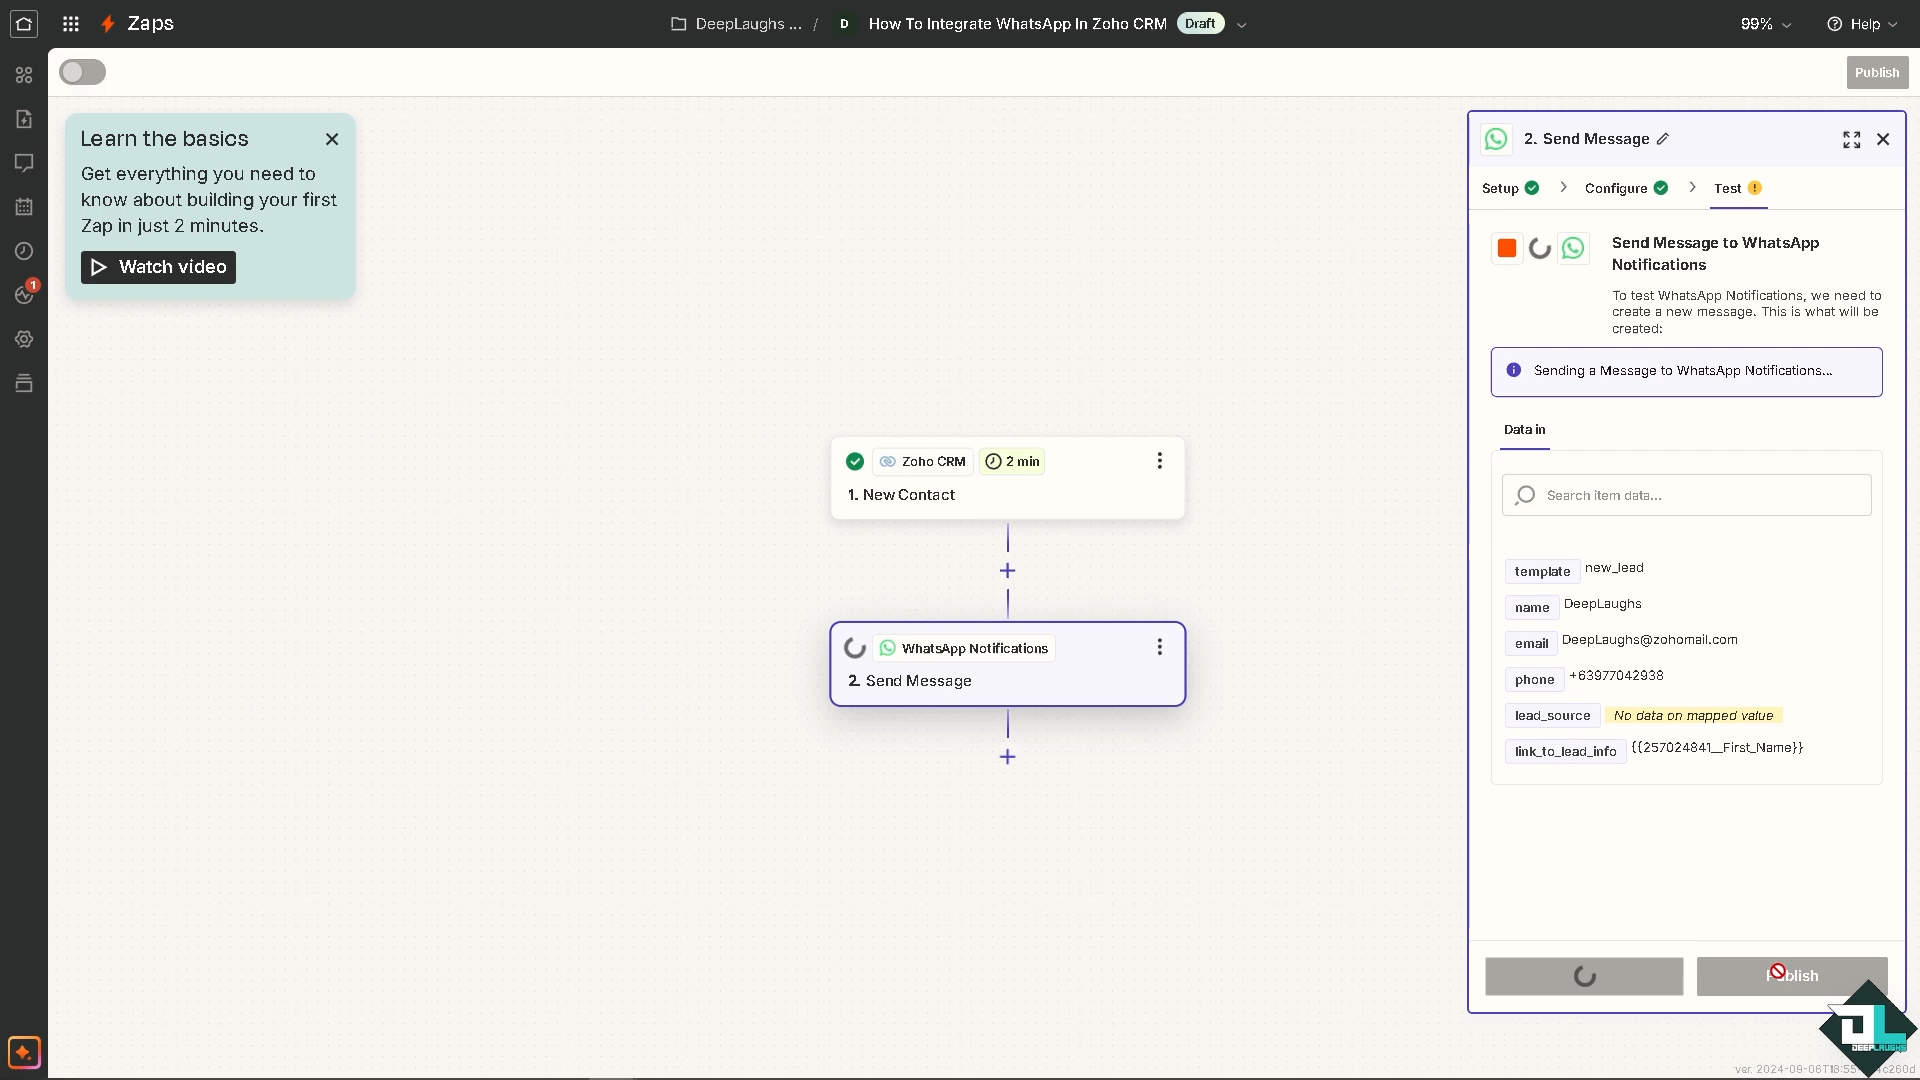 Zaps
DeepLaughs ... / D How To Integrate WhatsApp In Zoho CRM Draft
99%
Help
Publish
Learn the basics
Get everything you need to
know about building your first
Zap in just 2 minutes.
Watch video
1
Zoho CRM
2 min
1. New Contact
WhatsApp Notifications
2. Send Message
2. Send Message
Setup
Configure
Test
Send Message to WhatsApp
Notifications
To test WhatsApp Notifications, we need to
create a new message. This is what will be
created:
Sending a Message to WhatsApp Notifications...
Data in
Search item data...
template new_lead
name DeepLaughs
email DeepLaughs@zohomail.com
phone +63977042938
lead_source No data on mapped value
link_to_lead_info {{257024841__First_Name}}
Publish
DEEPLAUGHS